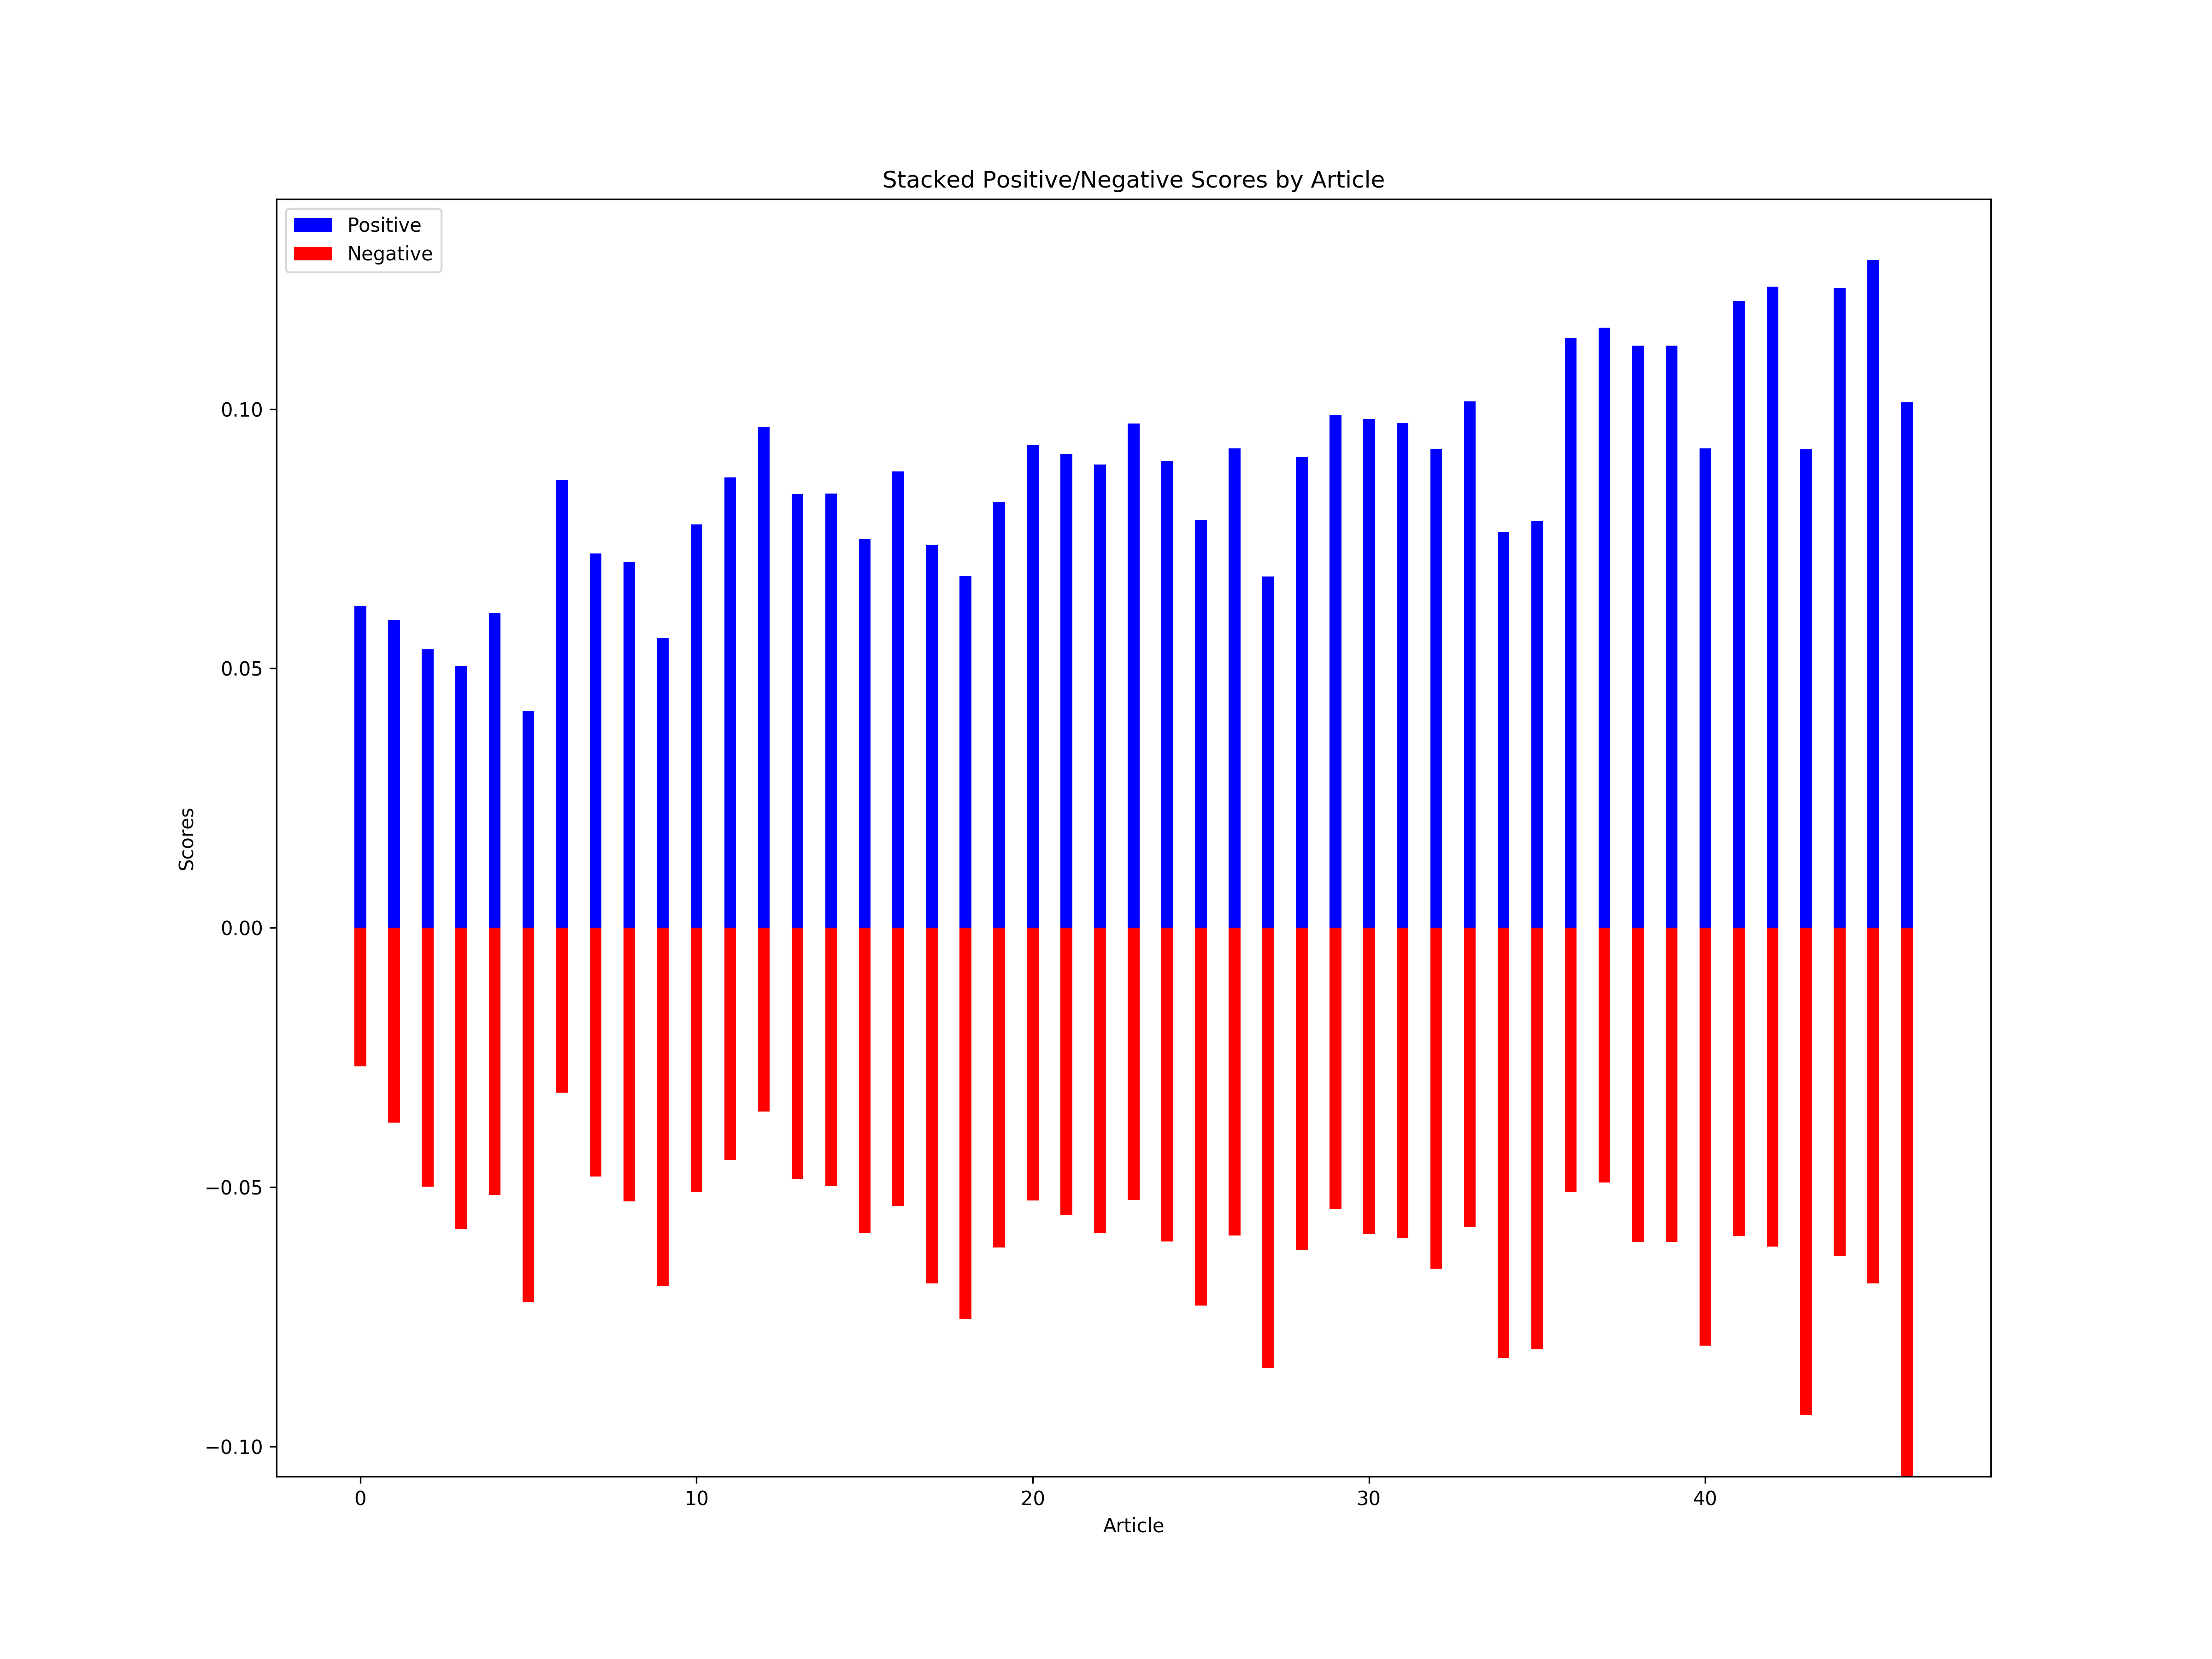 Stacked Positive/Negative Scores by Article
Positive
Negative
0.10
0.05
0.00
−0.05
−0.10
Scores
0 10 20 30 40
Article